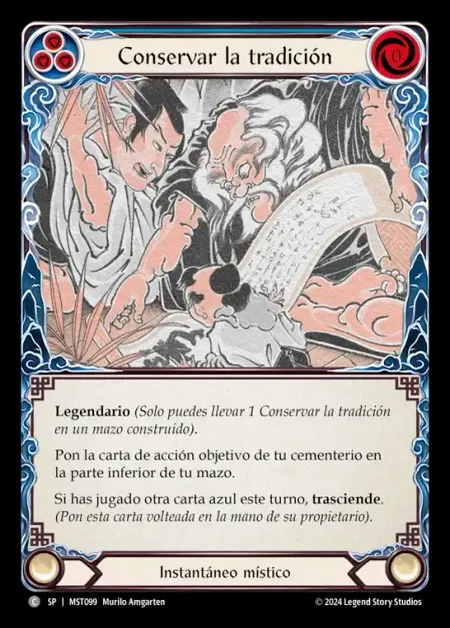 Conservar la tradición
0
Legendario (Solo puedes llevar 1 Conservar la tradición
en un mazo construido).
Pon la carta de acción objetivo de tu cementerio en
la parte inferior de tu mazo.
Si has jugado otra carta azul este turno, trasciende.
(Pon esta carta volteada en la mano de su propietario).
Instantáneo místico
C SP | MST099 Murilo Amgarten © 2024 Legend Story Studios